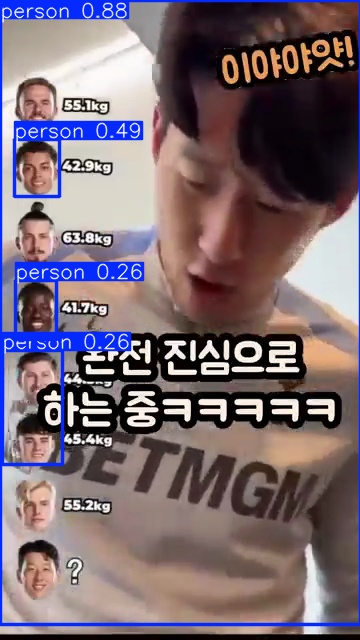 person 0.88
이야야얏!
55.1kg
person 0.49
42.9kg
63.8kg
person 0.26
41.7kg
person 0.26
완전 진심으로
하는 중ㅋㅋㅋㅋㅋ
45.4kg
BETMGM
55.2kg
?